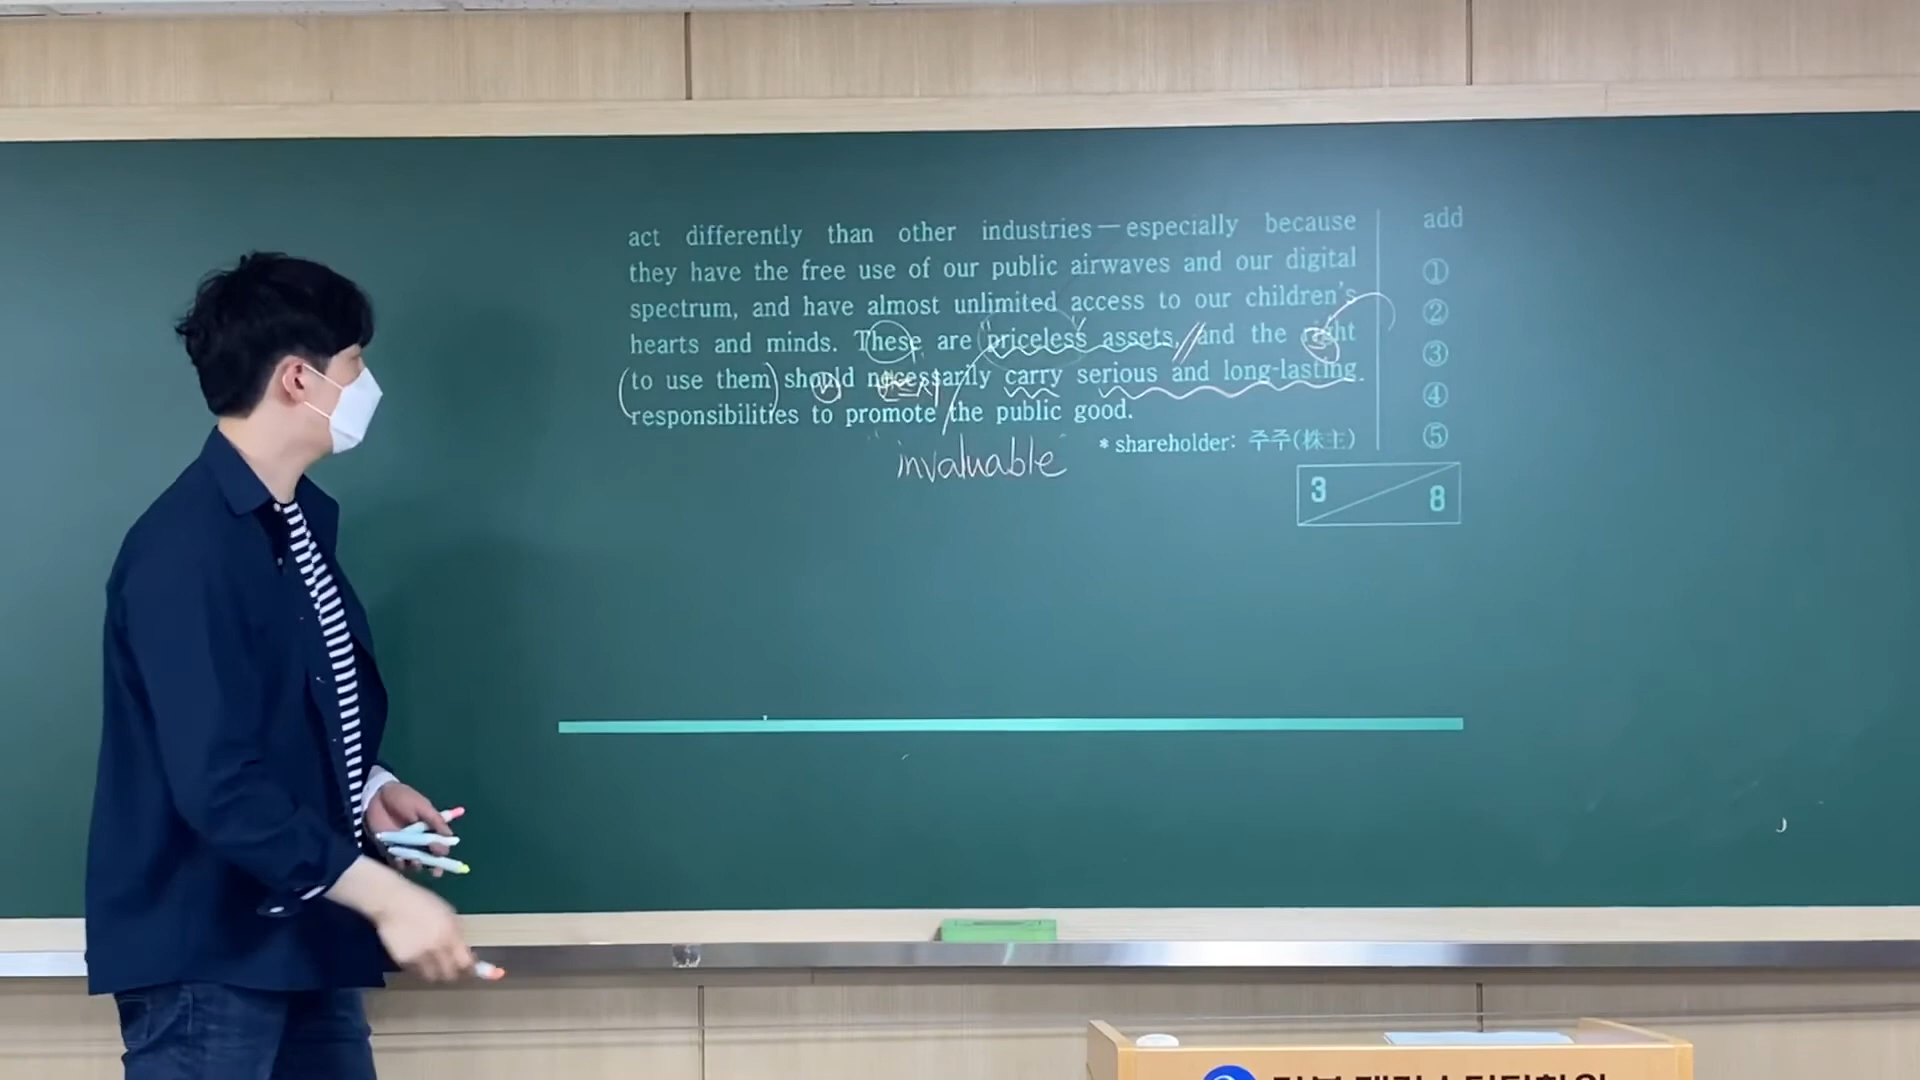 act differently than other industries—especially because
they have the free use of our public airwaves and our digital
spectrum, and have almost unlimited access to our children's
hearts and minds. These are priceless assets, and the right
to use them should necessarily carry serious and long-lasting
responsibilities to promote the public good.
invaluable
* shareholder: 주주(株主)
add
①
②
③
④
⑤
3
8